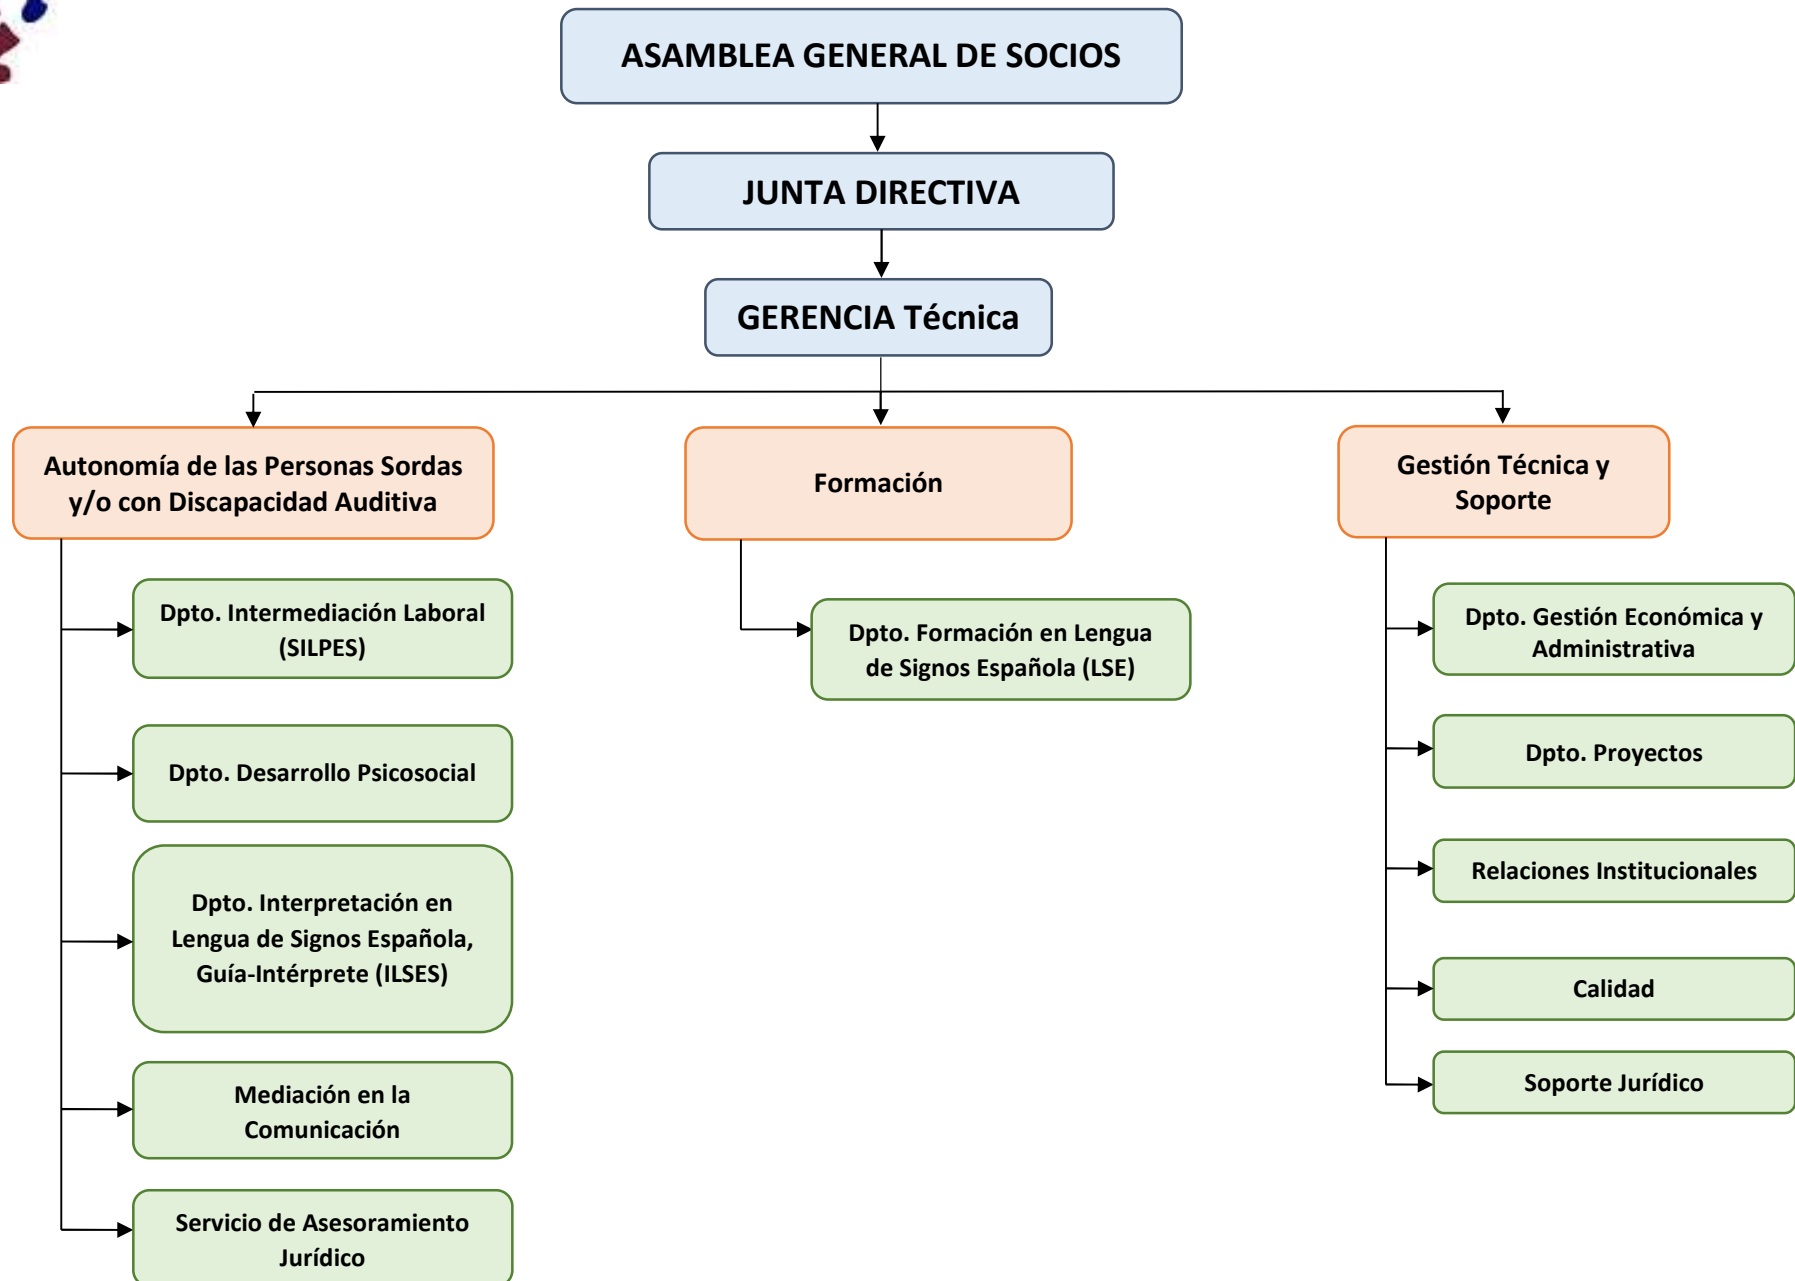 ASAMBLEA GENERAL DE SOCIOS
JUNTA DIRECTIVA
GERENCIA Técnica
Autonomía de las Personas Sordas
y/o con Discapacidad Auditiva
Dpto. Intermediación Laboral
(SILPES)
Dpto. Desarrollo Psicosocial
Dpto. Interpretación en
Lengua de Signos Española,
Guía-Intérprete (ILSES)
Mediación en la
Comunicación
Servicio de Asesoramiento
Jurídico
Formación
Dpto. Formación en Lengua
de Signos Española (LSE)
Gestión Técnica y
Soporte
Dpto. Gestión Económica y
Administrativa
Dpto. Proyectos
Relaciones Institucionales
Calidad
Soporte Jurídico